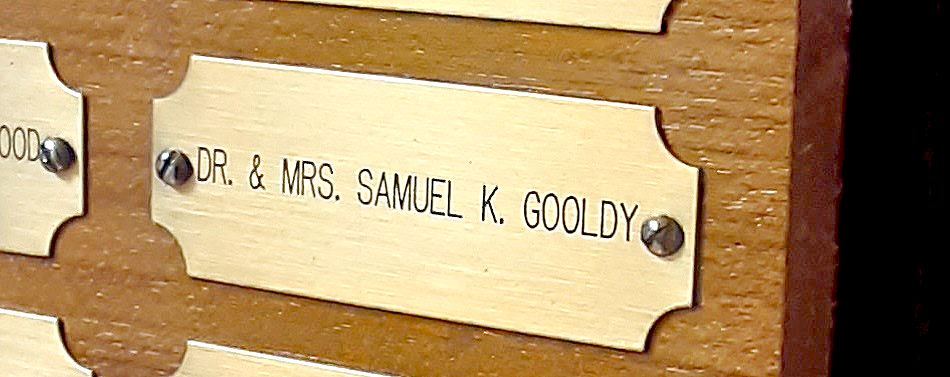 DR. & MRS. SAMUEL K. GOOLDY